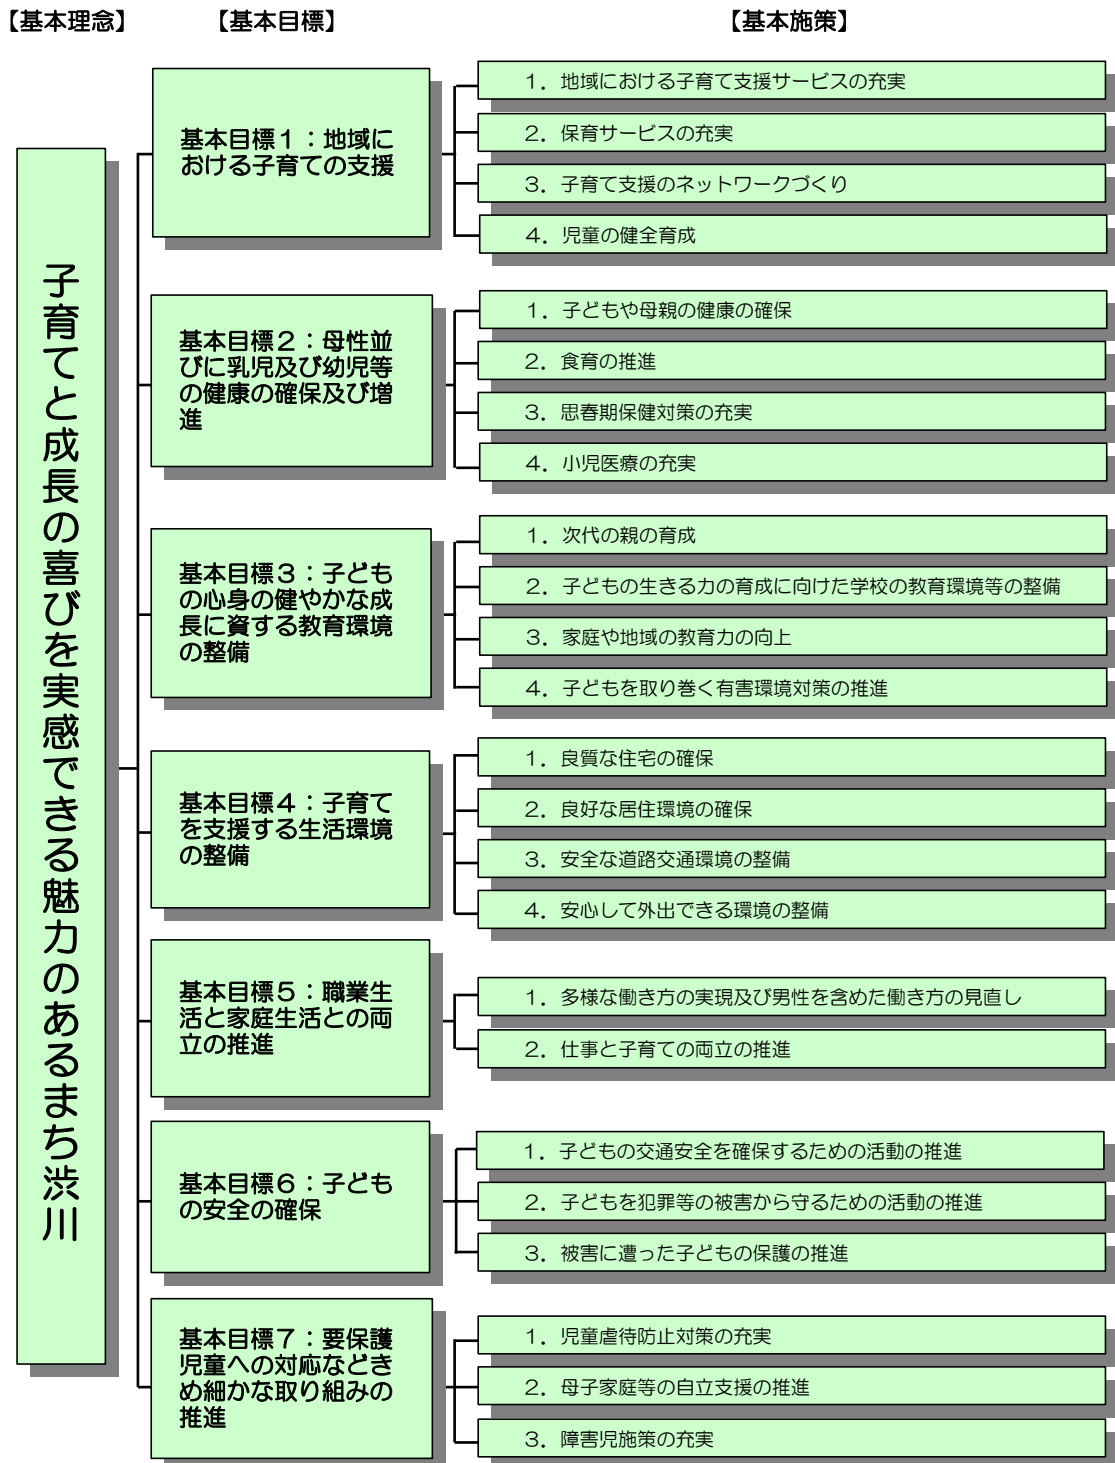 【基本理念】　【基本目標】　【基本施策】
子育てと成長の喜びを実感できる魅力のあるまち渋川
基本目標１：地域に
おける子育ての支援
１．地域における子育て支援サービスの充実
２．保育サービスの充実
３．子育て支援のネットワークづくり
４．児童の健全育成
基本目標２：母性並
びに乳児及び幼児等
の健康の確保及び増
進
１．子どもや母親の健康の確保
２．食育の推進
３．思春期保健対策の充実
４．小児医療の充実
基本目標３：子ども
の心身の健やかな成
長に資する教育環境
の整備
１．次代の親の育成
２．子どもの生きる力の育成に向けた学校の教育環境等の整備
３．家庭や地域の教育力の向上
４．子どもを取り巻く有害環境対策の推進
基本目標４：子育て
を支援する生活環境
の整備
１．良質な住宅の確保
２．良好な居住環境の確保
３．安全な道路交通環境の整備
４．安心して外出できる環境の整備
基本目標５：職業生
活と家庭生活との両
立の推進
１．多様な働き方の実現及び男性を含めた働き方の見直し
２．仕事と子育ての両立の推進
基本目標６：子ども
の安全の確保
１．子どもの交通安全を確保するための活動の推進
２．子どもを犯罪等の被害から守るための活動の推進
３．被害に遭った子どもの保護の推進
基本目標７：要保護
児童への対応などき
め細かな取り組みの
推進
１．児童虐待防止対策の充実
２．母子家庭等の自立支援の推進
３．障害児施策の充実